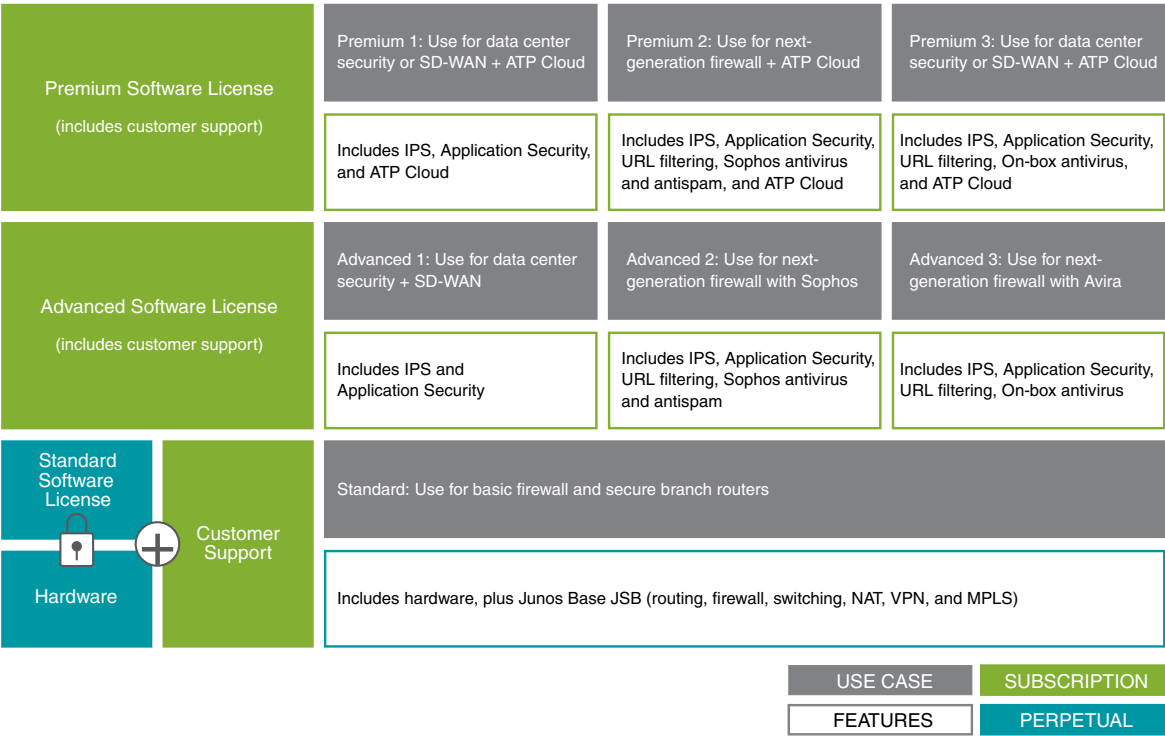 Premium Software License
(includes customer support)
Premium 1: Use for data center
security or SD-WAN + ATP Cloud
Premium 2: Use for next-
generation firewall + ATP Cloud
Premium 3: Use for data center
security or SD-WAN + ATP Cloud
Includes IPS, Application Security,
and ATP Cloud
Includes IPS, Application Security,
URL filtering, Sophos antivirus
and antispam, and ATP Cloud
Includes IPS, Application Security,
URL filtering, On-box antivirus,
and ATP Cloud
Advanced Software License
(includes customer support)
Advanced 1: Use for data center
security + SD-WAN
Advanced 2: Use for next-
generation firewall with Sophos
Advanced 3: Use for next-
generation firewall with Avira
Includes IPS and
Application Security
Includes IPS, Application Security,
URL filtering, Sophos antivirus
and antispam
Includes IPS, Application Security,
URL filtering, On-box antivirus
Standard
Software
License
Hardware
Customer
Support
Standard: Use for basic firewall and secure branch routers
Includes hardware, plus Junos Base JSB (routing, firewall, switching, NAT, VPN, and MPLS)
USE CASE
SUBSCRIPTION
FEATURES
PERPETUAL